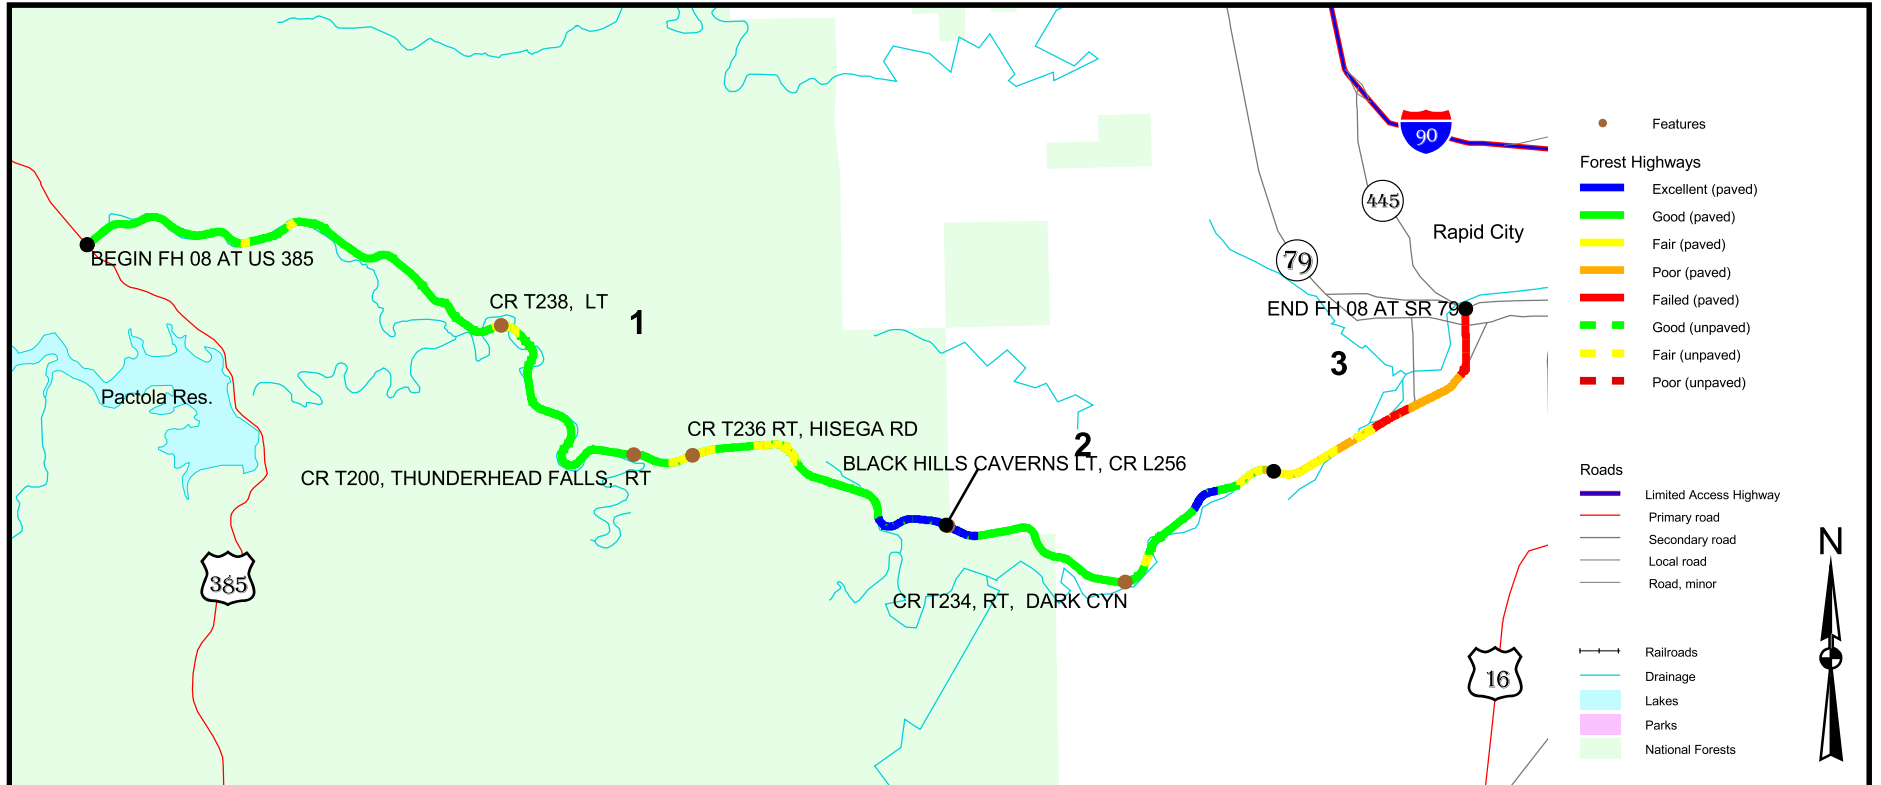 90
445
Rapid City
79
BEGIN FH 08 AT US 385
CR T238,  LT
1
END FH 08 AT SR 79
3
Pactola Res.
CR T236 RT, HISEGA RD
2
BLACK HILLS CAVERNS LT, CR L256
CR T200, THUNDERHEAD FALLS,  RT
385
CR T234, RT,  DARK CYN
16
Features
Forest Highways
Excellent (paved)
Good (paved)
Fair (paved)
Poor (paved)
Failed (paved)
Good (unpaved)
Fair (unpaved)
Poor (unpaved)
Roads
Limited Access Highway
Primary road
Secondary road
Local road
Road, minor
Railroads
Drainage
Lakes
Parks
National Forests
N